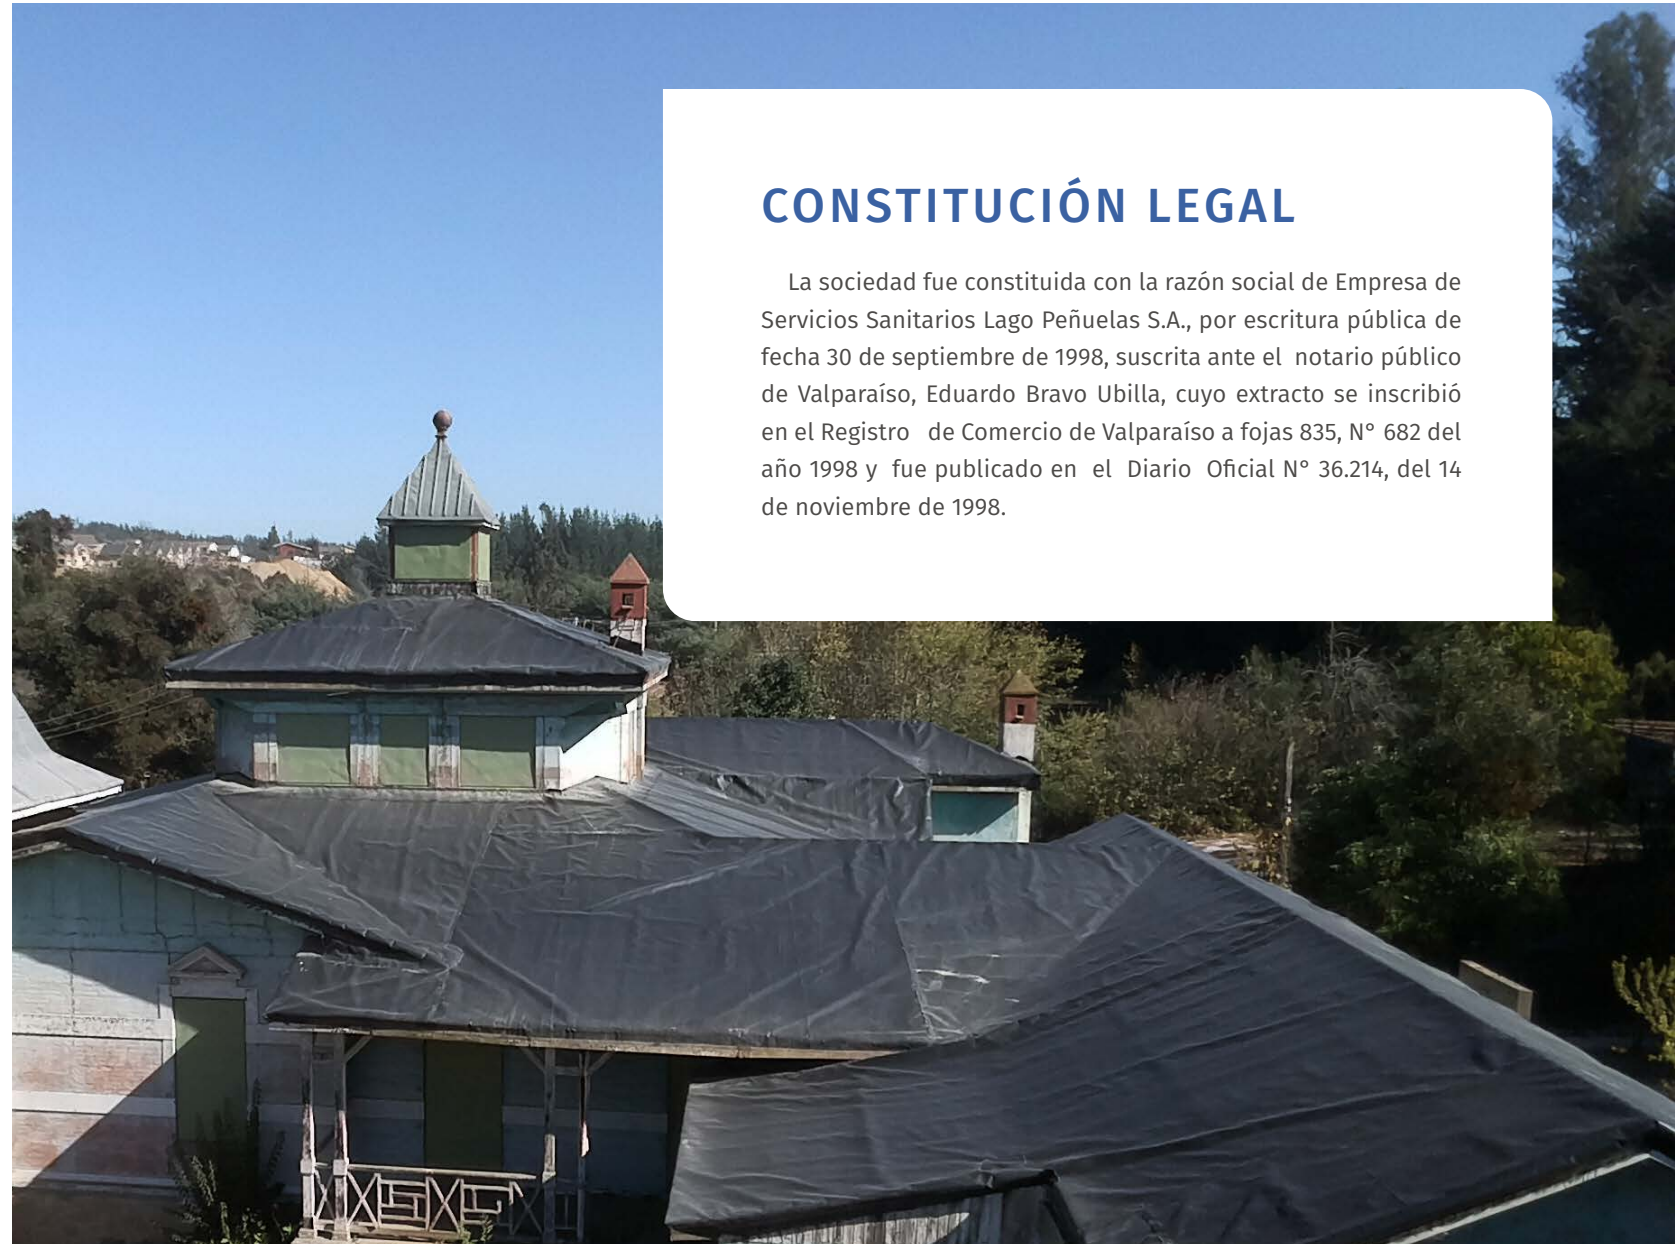 CONSTITUCIÓN LEGAL
La sociedad fue constituida con la razón social de Empresa de
Servicios Sanitarios Lago Peñuelas S.A., por escritura pública de
fecha 30 de septiembre de 1998, suscrita ante el notario público
de Valparaíso, Eduardo Bravo Ubilla, cuyo extracto se inscribió
en el Registro de Comercio de Valparaíso a fojas 835, N° 682 del
año 1998 y fue publicado en el Diario Oficial N° 36.214, del 14
de noviembre de 1998.